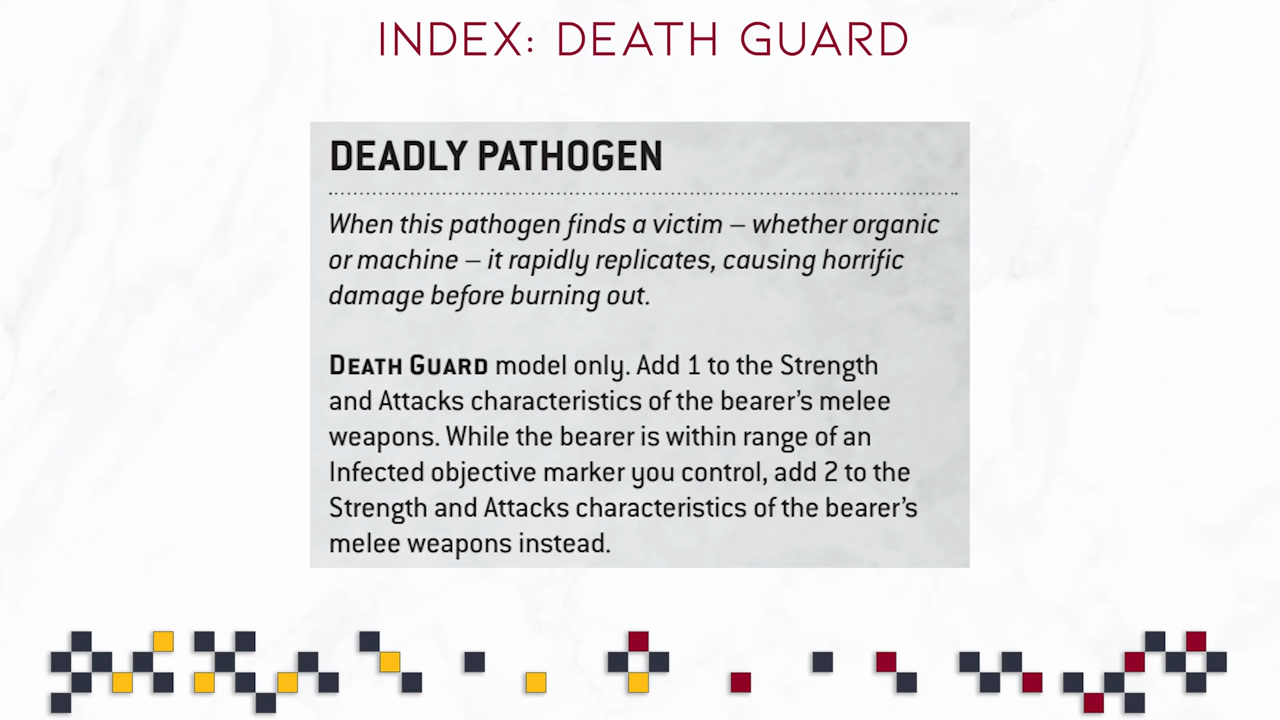 INDEX: DEATH GUARD
DEADLY PATHOGEN
When this pathogen finds a victim – whether organic
or machine – it rapidly replicates, causing horrific
damage before burning out.
DEATH GUARD model only. Add 1 to the Strength
and Attacks characteristics of the bearer’s melee
weapons. While the bearer is within range of an
Infected objective marker you control, add 2 to the
Strength and Attacks characteristics of the bearer’s
melee weapons instead.